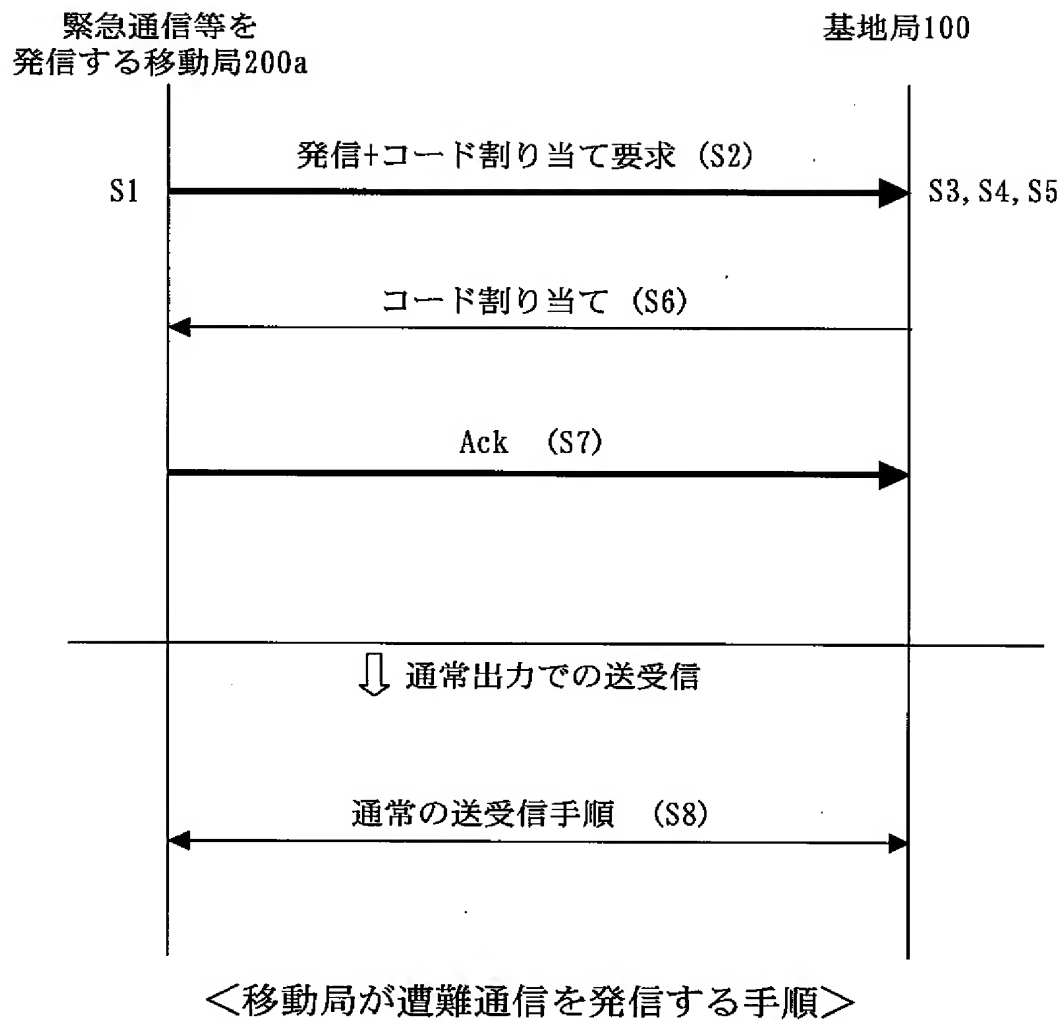 緊急通信等を
発信する移動局200a
基地局100
発信+コード割り当て要求 (S2)
S1
S3, S4, S5
コード割り当て (S6)
Ack (S7)
通常出力での送受信
通常の送受信手順 (S8)
＜移動局が遭難通信を発信する手順＞